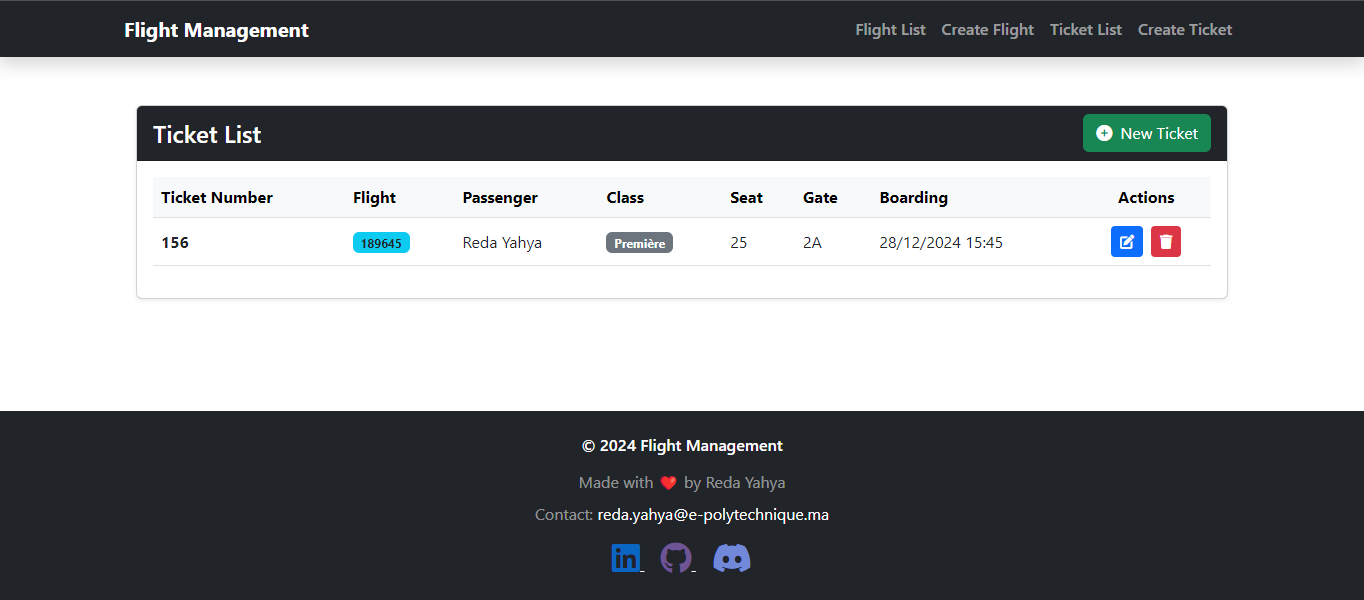 Flight Management Flight List Create Flight Ticket List Create Ticket
Ticket List New Ticket
Ticket Number Flight Passenger Class Seat Gate Boarding Actions
156 189645 Reda Yahya Première 25 2A 28/12/2024 15:45
© 2024 Flight Management
Made with ❤️ by Reda Yahya
Contact: reda.yahya@e-polytechnique.ma
in